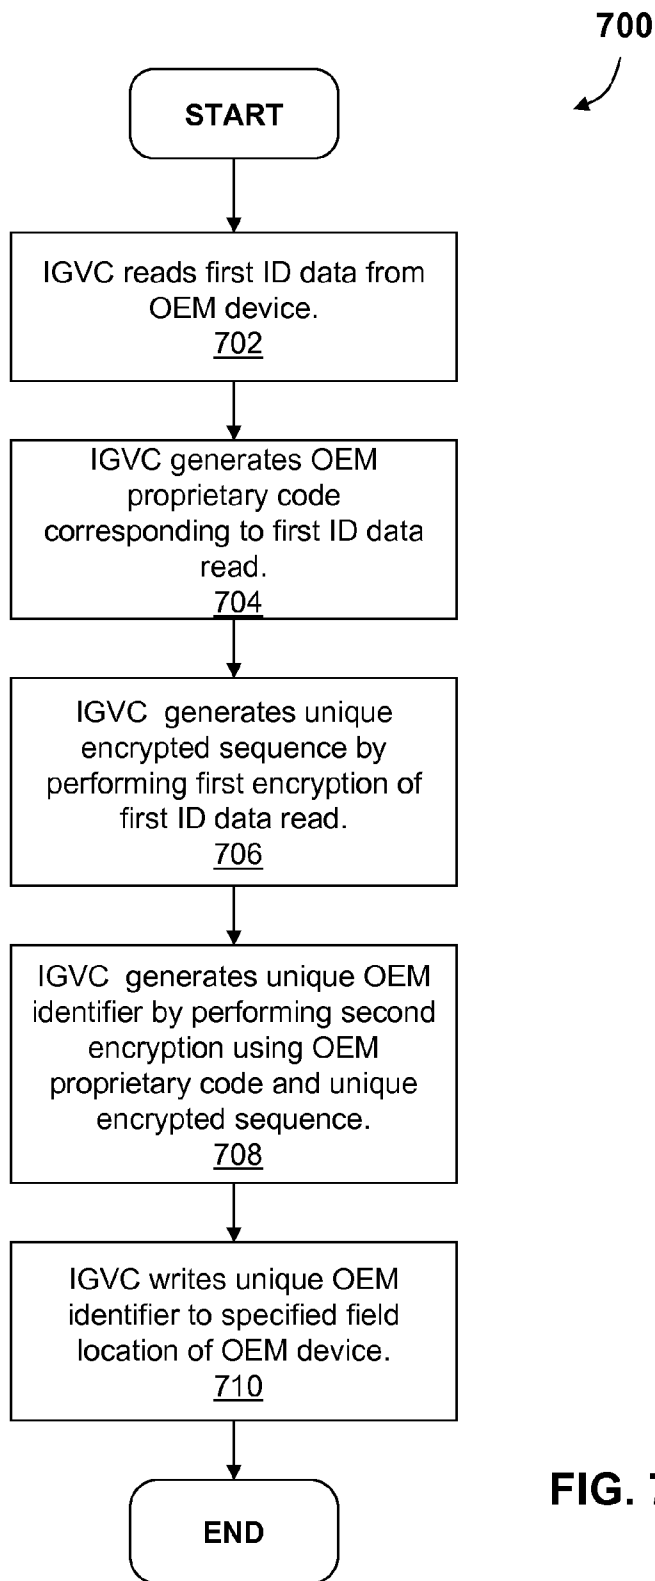 700
START
IGVC reads first ID data from
OEM device.
702
IGVC generates OEM
proprietary code
corresponding to first ID data
read.
704
IGVC generates unique
encrypted sequence by
performing first encryption of
first ID data read.
706
IGVC generates unique OEM
identifier by performing second
encryption using OEM
proprietary code and unique
encrypted sequence.
708
IGVC writes unique OEM
identifier to specified field
location of OEM device.
710
END
FIG. 7